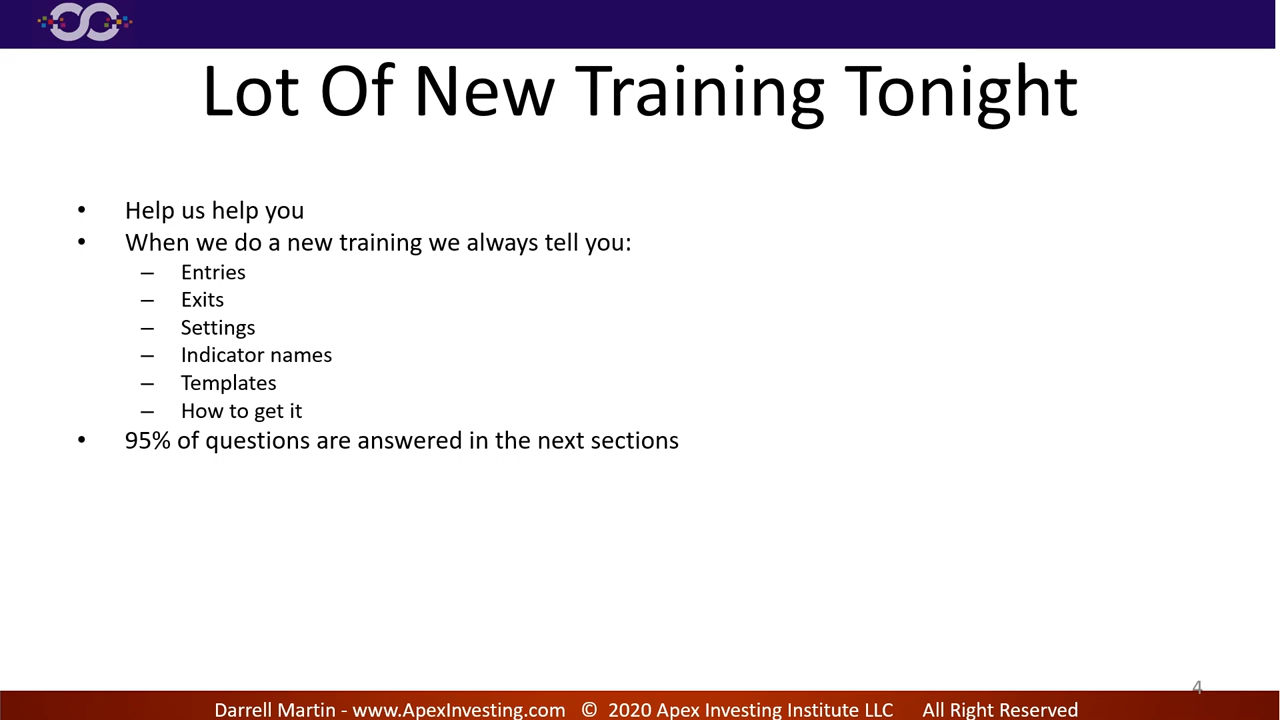 Lot Of New Training Tonight
• Help us help you
• When we do a new training we always tell you:
– Entries
– Exits
– Settings
– Indicator names
– Templates
– How to get it
• 95% of questions are answered in the next sections
4
Darrell Martin - www.ApexInvesting.com © 2020 Apex Investing Institute LLC All Right Reserved